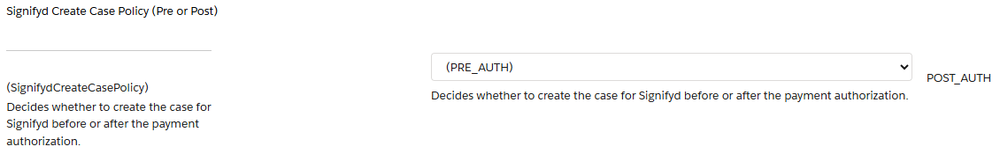 Signifyd Create Case Policy (Pre or Post)
(SignifydCreateCasePolicy)
Decides whether to create the case for
Signifyd before or after the payment
authorization.
(PRE_AUTH)
Decides whether to create the case for Signifyd before or after the payment authorization.
POST_AUTH